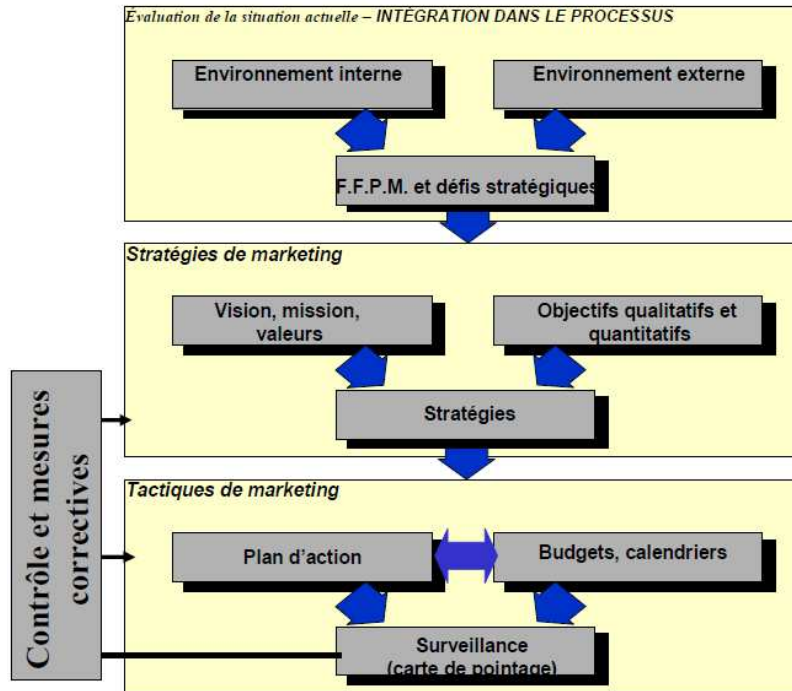 Évaluation de la situation actuelle – INTÉGRATION DANS LE PROCESSUS
Environnement interne
Environnement externe
F.F.P.M. et défis stratégiques
Stratégies de marketing
Vision, mission,
valeurs
Objectifs qualitatifs et
quantitatifs
Stratégies
Contrôle et mesures
correctives
Tactiques de marketing
Plan d’action
Budgets, calendriers
Surveillance
(carte de pointage)